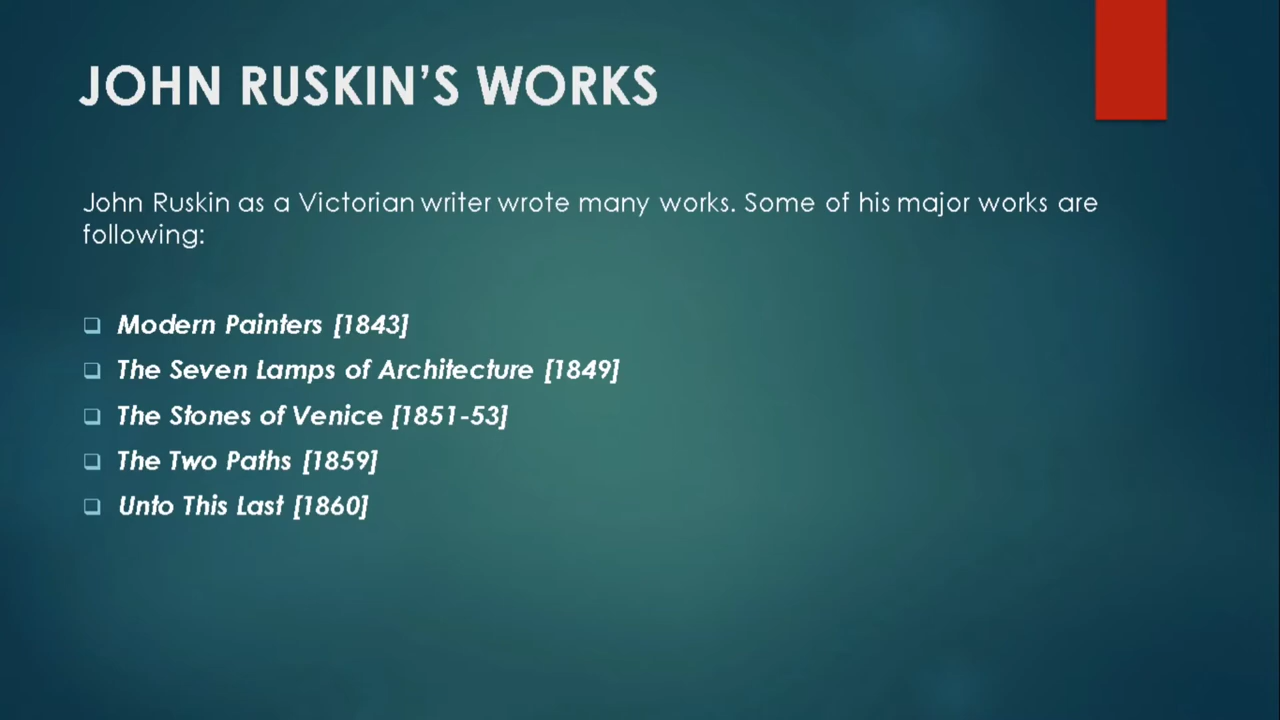 JOHN RUSKIN’S WORKS
John Ruskin as a Victorian writer wrote many works. Some of his major works are
following:
Modern Painters [1843]
The Seven Lamps of Architecture [1849]
The Stones of Venice [1851-53]
The Two Paths [1859]
Unto This Last [1860]